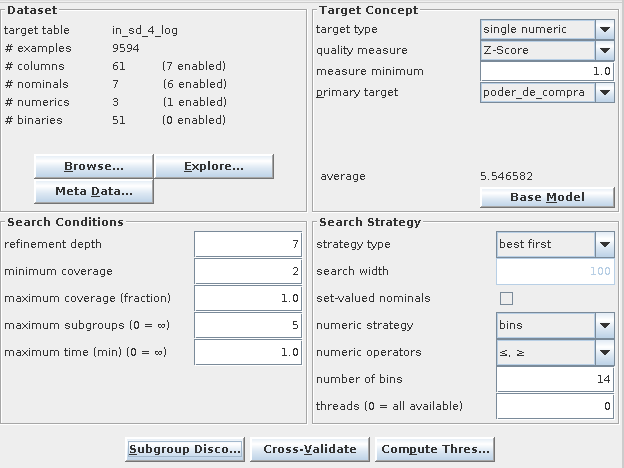 Dataset
target table in_sd_4_log
# examples 9594
# columns 61 (7 enabled)
# nominals 7 (6 enabled)
# numerics 3 (1 enabled)
# binaries 51 (0 enabled)
Browse... Explore...
Meta Data...
Target Concept
target type single numeric
quality measure Z-Score
measure minimum 1.0
primary target poder_de_compra
average 5.546582
Base Model
Search Conditions
refinement depth 7
minimum coverage 2
maximum coverage (fraction) 1.0
maximum subgroups (0 = ∞) 5
maximum time (min) (0 = ∞) 1.0
Search Strategy
strategy type best first
search width 100
set-valued nominals
numeric strategy bins
numeric operators ≤, ≥
number of bins 14
threads (0 = all available) 0
Subgroup Disco... Cross-Validate Compute Thres...